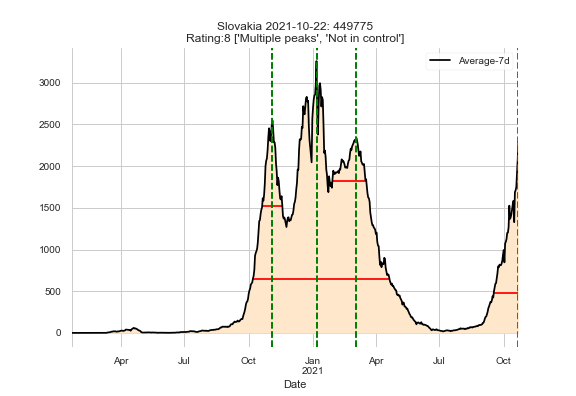 Slovakia 2021-10-22: 449775
Rating:8 ['Multiple peaks', 'Not in control']
Average-7d
3000
2500
2000
1500
1000
500
0
Apr Jul Oct Jan Apr Jul Oct
2021
Date